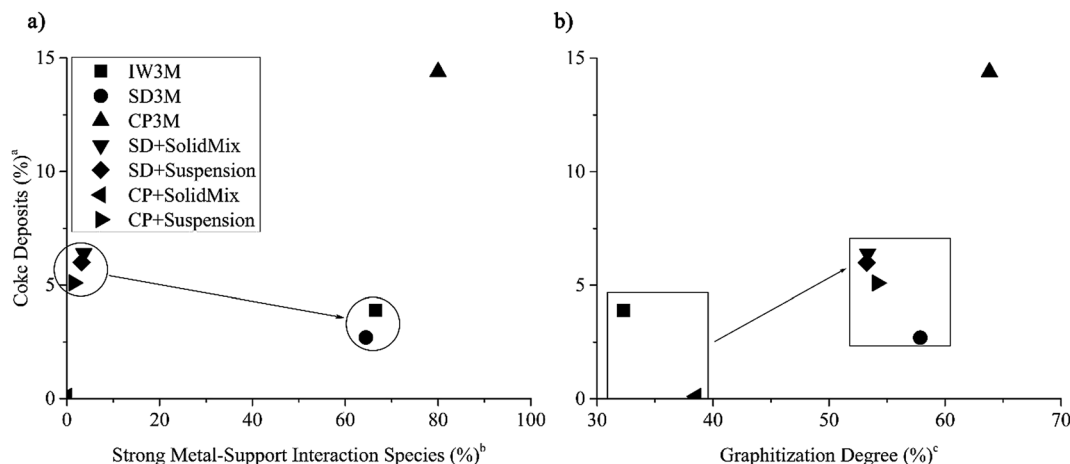 a)
15
10
5
0
Coke Deposits (%)ᵃ
IW3M
SD3M
CP3M
SD+SolidMix
SD+Suspension
CP+SolidMix
CP+Suspension
0 20 40 60 80 100
Strong Metal-Support Interaction Species (%)ᵇ
b)
15
10
5
0
30 40 50 60 70
Graphitization Degree (%)ᶜ